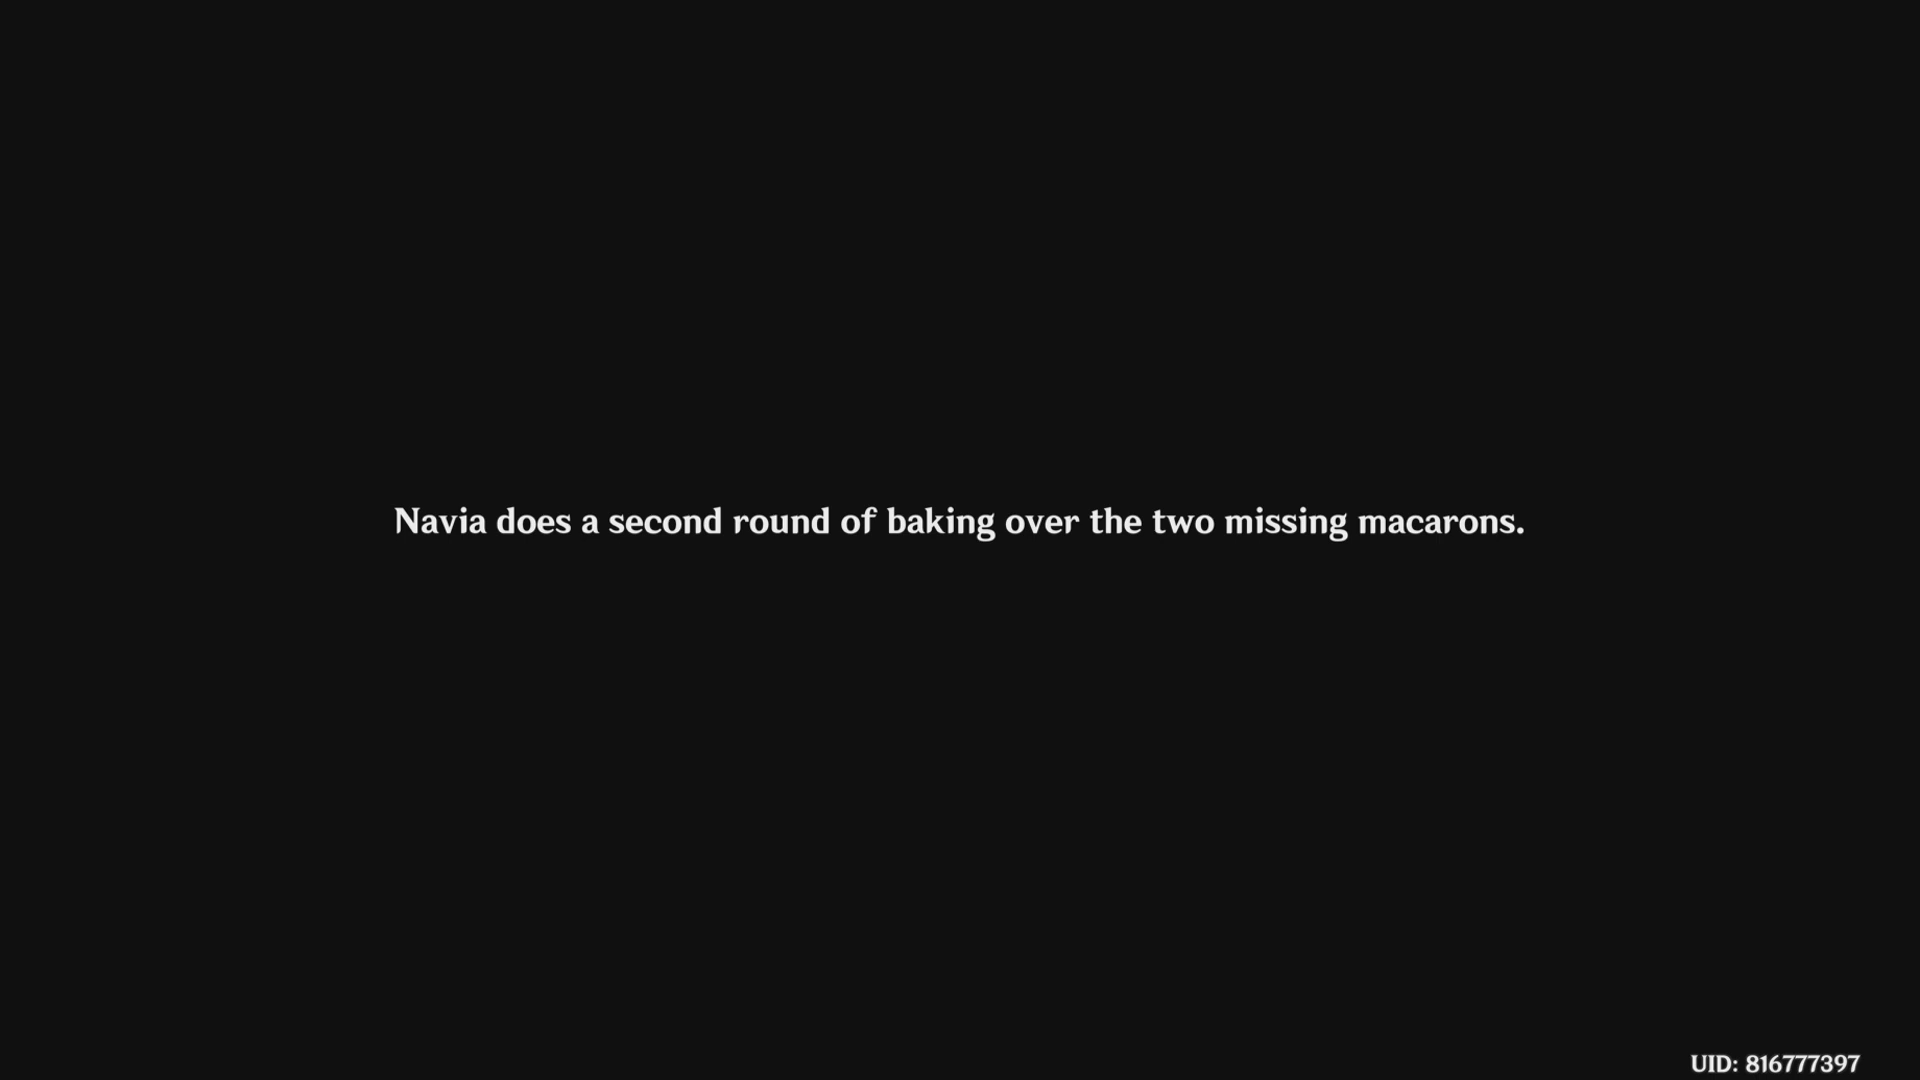 Navia does a second round of baking over the two missing macarons.
UID: 816777397